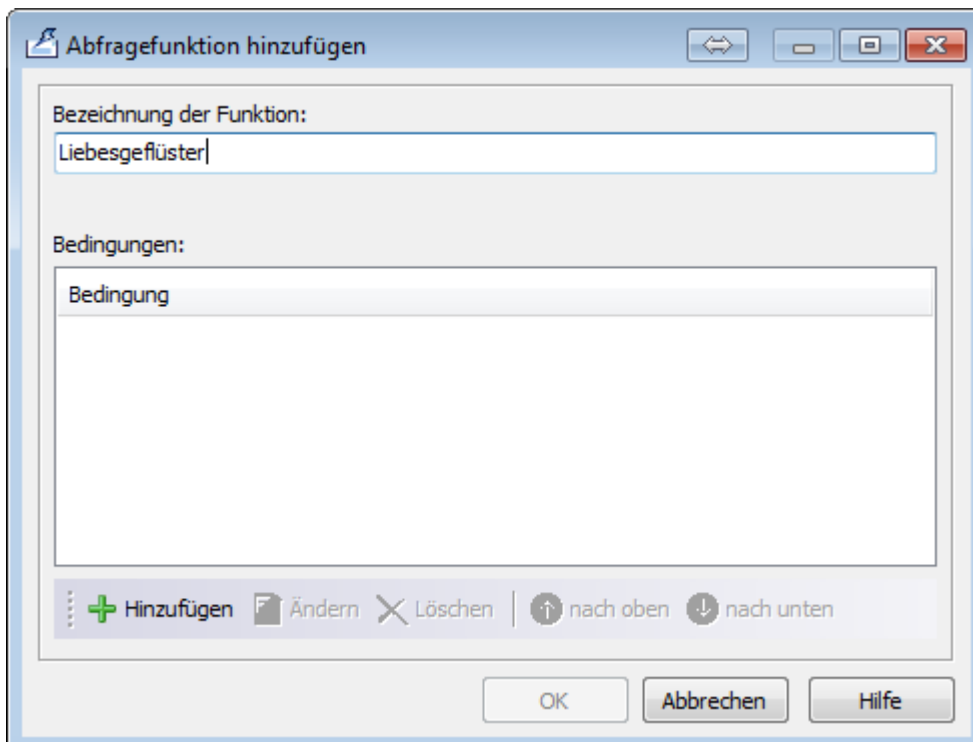 Abfragefunktion hinzufügen
Bezeichnung der Funktion:
Liebesgeflüster
Bedingungen:
Bedingung
Hinzufügen Ändern Löschen nach oben nach unten
OK Abbrechen Hilfe